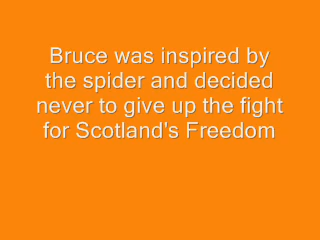 Bruce was inspired by
the spider and decided
never to give up the fight
for Scotland's Freedom